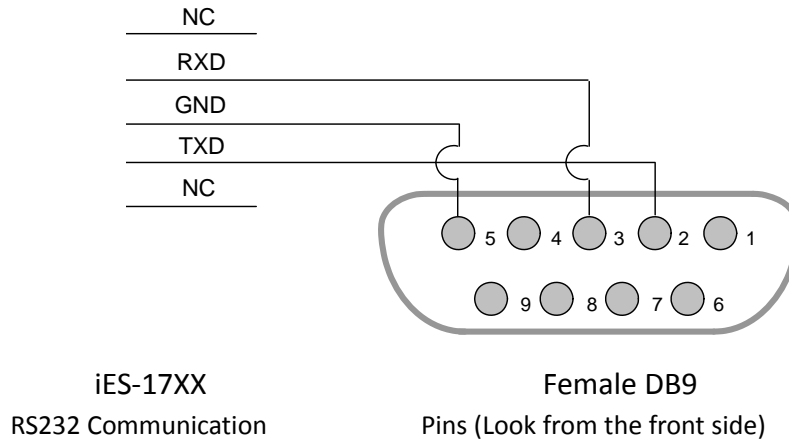 NC
RXD
GND
TXD
NC
5 4 3 2 1
9 8 7 6
iES-17XX Female DB9
RS232 Communication Pins (Look from the front side)